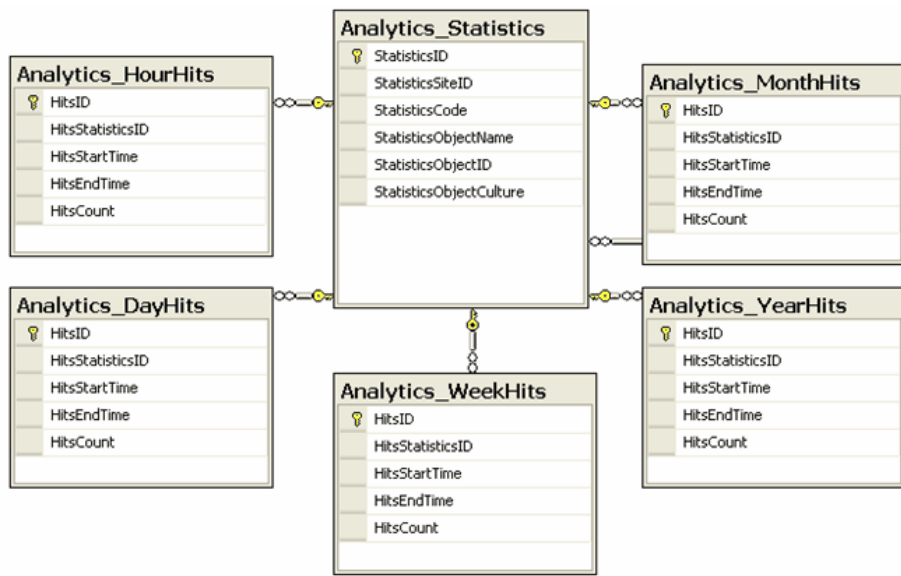 Analytics_Statistics
StatisticsID
StatisticsSiteID
StatisticsCode
StatisticsObjectName
StatisticsObjectID
StatisticsObjectCulture
Analytics_HourHits
HitsID
HitsStatisticsID
HitsStartTime
HitsEndTime
HitsCount
Analytics_MonthHits
HitsID
HitsStatisticsID
HitsStartTime
HitsEndTime
HitsCount
Analytics_DayHits
HitsID
HitsStatisticsID
HitsStartTime
HitsEndTime
HitsCount
Analytics_YearHits
HitsID
HitsStatisticsID
HitsStartTime
HitsEndTime
HitsCount
Analytics_WeekHits
HitsID
HitsStatisticsID
HitsStartTime
HitsEndTime
HitsCount